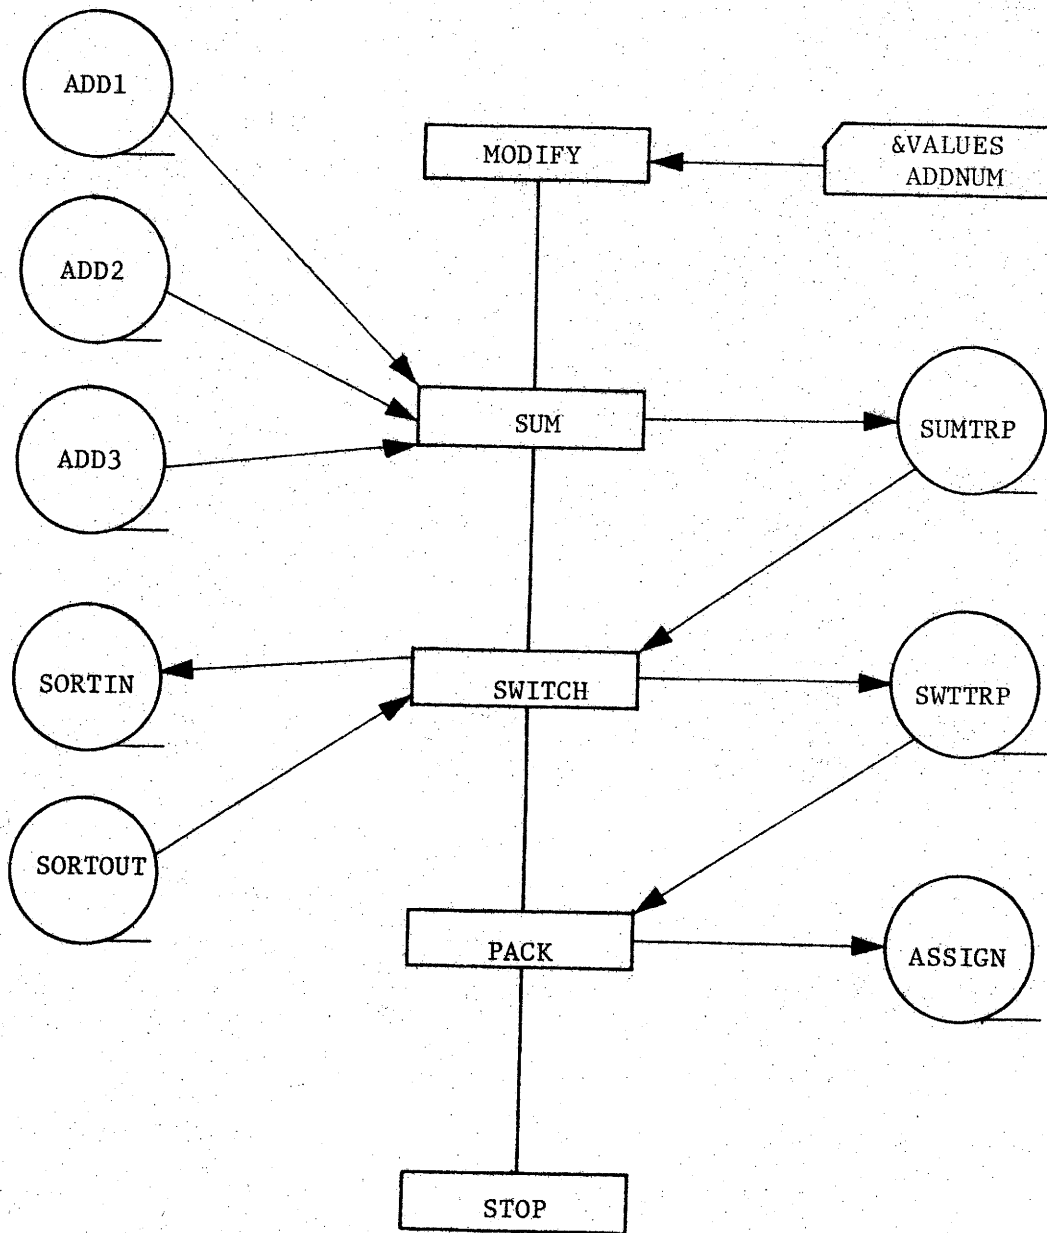 ADD1
MODIFY
&VALUES
ADDNUM
ADD2
SUM
SUMTRP
ADD3
SORTIN
SWITCH
SWTTRP
SORTOUT
PACK
ASSIGN
STOP